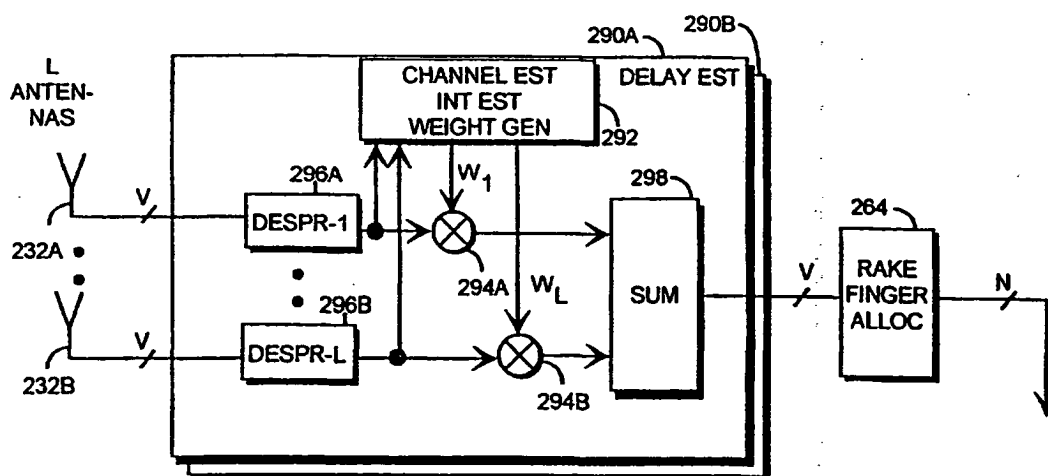 290A
290B
DELAY EST
L
ANTEN-
NAS
CHANNEL EST
INT EST
WEIGHT GEN
292
V
296A
DESPR-1
W1
298
264
232A
294A
SUM
V
RAKE
FINGER
ALLOC
N
296B
WL
V
DESPR-L
232B
294B